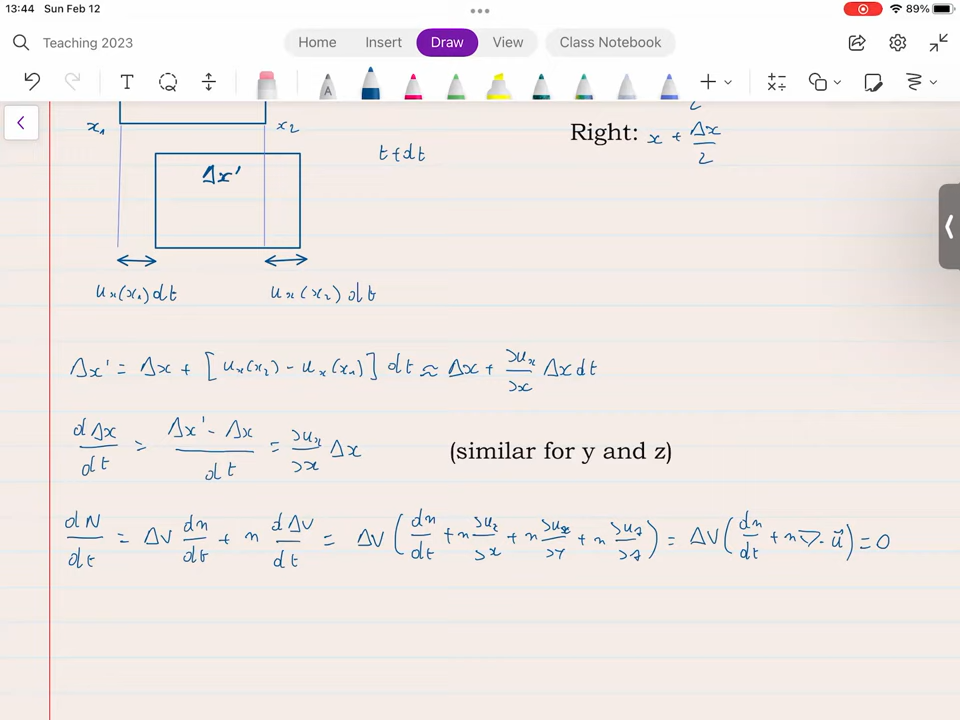 13:44 Sun Feb 12
89%
Teaching 2023
Home Insert Draw View Class Notebook
T
A
2
x₁ x₂
t+dt
Right: x + Δx/2
Δx'
uₓ(x₁)dt uₓ(x₂)dt
Δx' = Δx + [uₓ(x₂) - uₓ(x₁)] dt ≈ Δx + ∂uₓ/∂x Δx dt
dΔx/dt = (Δx' - Δx)/dt = ∂uₓ/∂x Δx (similar for y and z)
dN/dt = ΔV dn/dt + n dΔV/dt = ΔV (dn/dt + n ∂u/∂x + n ∂u/∂y + n ∂u/∂z) = ΔV (dn/dt + n∇·u⃗) = 0